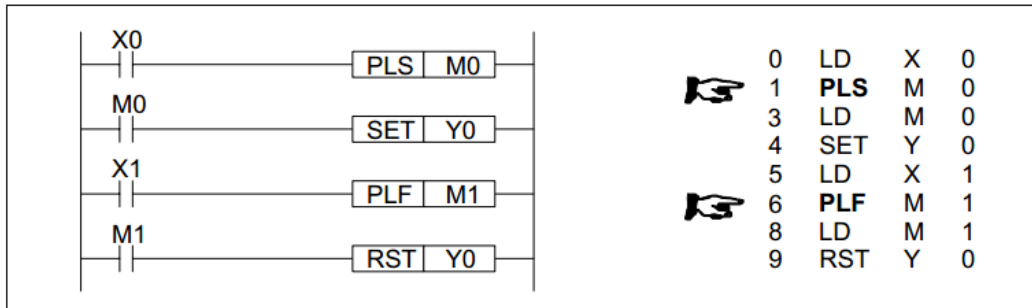 X0
PLS M0
M0
SET Y0
X1
PLF M1
M1
RST Y0
0 LD X 0
1 PLS M 0
3 LD M 0
4 SET Y 0
5 LD X 1
6 PLF M 1
8 LD M 1
9 RST Y 0